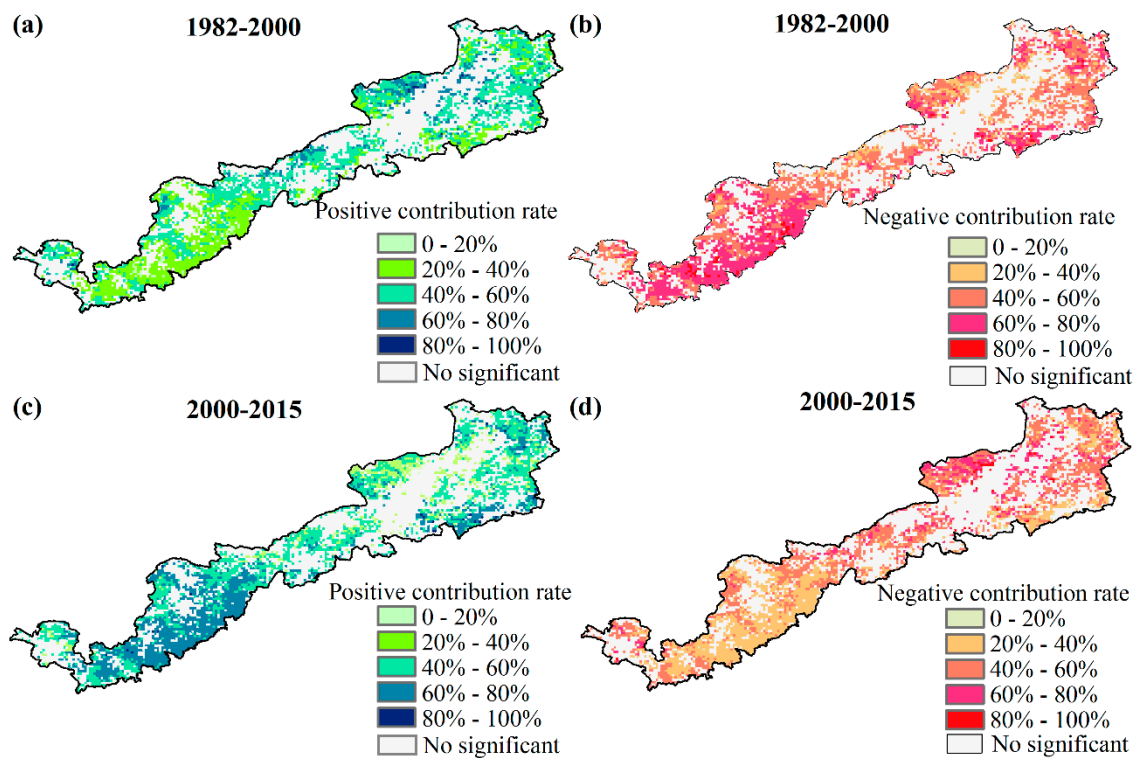 (a)
1982-2000
Positive contribution rate
0 - 20%
20% - 40%
40% - 60%
60% - 80%
80% - 100%
No significant
(b)
1982-2000
Negative contribution rate
0 - 20%
20% - 40%
40% - 60%
60% - 80%
80% - 100%
No significant
(c)
2000-2015
Positive contribution rate
0 - 20%
20% - 40%
40% - 60%
60% - 80%
80% - 100%
No significant
(d)
2000-2015
Negative contribution rate
0 - 20%
20% - 40%
40% - 60%
60% - 80%
80% - 100%
No significant